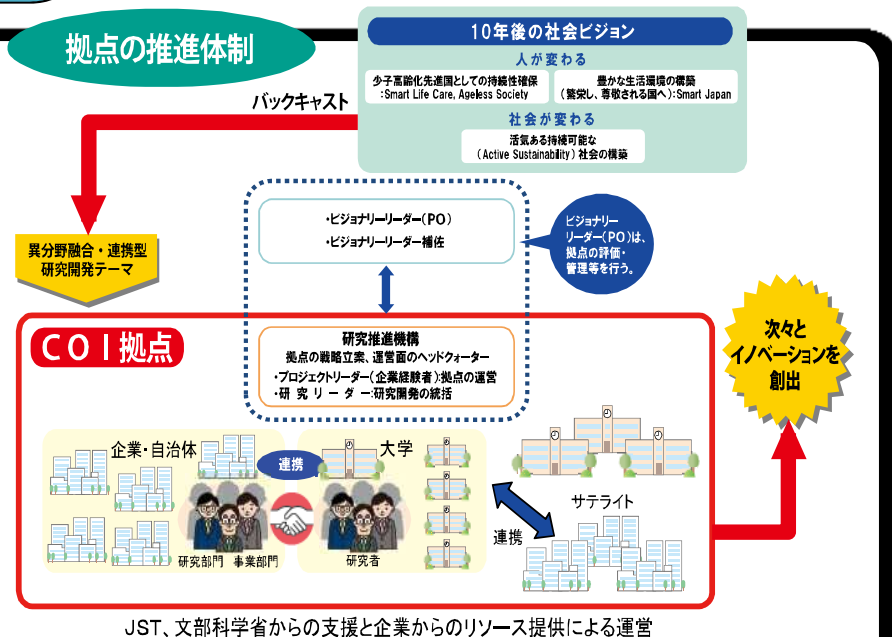 拠点の推進体制
10年後の社会ビジョン
人が変わる
少子高齢化先進国としての持続性確保
:Smart Life Care, Ageless Society
豊かな生活環境の構築
(繁栄し、尊敬される国へ):Smart Japan
社会が変わる
活気ある持続可能な
(Active Sustainability)社会の構築
バックキャスト
・ビジョナリーリーダー(PO)
・ビジョナリーリーダー補佐
ビジョナリー
リーダー(PO)は、
拠点の評価・
管理等を行う。
異分野融合・連携型
研究開発テーマ
COI拠点
研究推進機構
拠点の戦略立案、運営面のヘッドクォーター
・プロジェクトリーダー(企業経験者):拠点の運営
・研究リーダー:研究開発の統括
次々と
イノベーションを
創出
企業・自治体
連携
大学
サテライト
連携
研究部門 事業部門
研究者
JST、文部科学省からの支援と企業からのリソース提供による運営